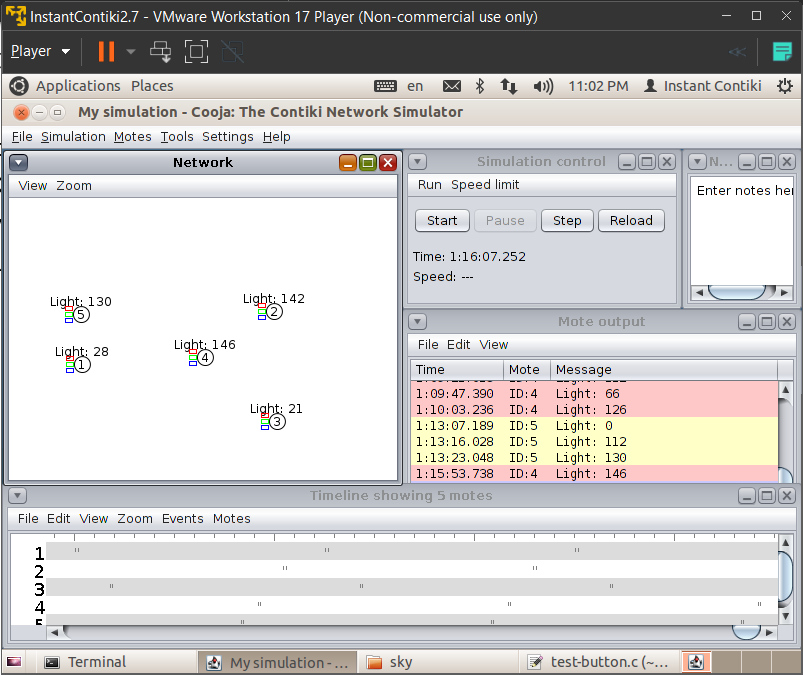 InstantContiki2.7 - VMware Workstation 17 Player (Non-commercial use only)
Player
Applications Places en 11:02 PM Instant Contiki
My simulation - Cooja: The Contiki Network Simulator
File Simulation Motes Tools Settings Help
Network
View Zoom
Light: 130
5
Light: 142
2
Light: 28
1
Light: 146
4
Light: 21
3
Simulation control
Run Speed limit
Start Pause Step Reload
Time: 1:16:07.252
Speed: ---
N...
Enter notes her
Mote output
File Edit View
Time Mote Message
1:09:47.390 ID:4 Light: 66
1:10:03.236 ID:4 Light: 126
1:13:07.189 ID:5 Light: 0
1:13:16.028 ID:5 Light: 112
1:13:23.048 ID:5 Light: 130
1:15:53.738 ID:4 Light: 146
Timeline showing 5 motes
File Edit View Zoom Events Motes
1
2
3
4
5
Terminal My simulation - ... sky test-button.c (~...